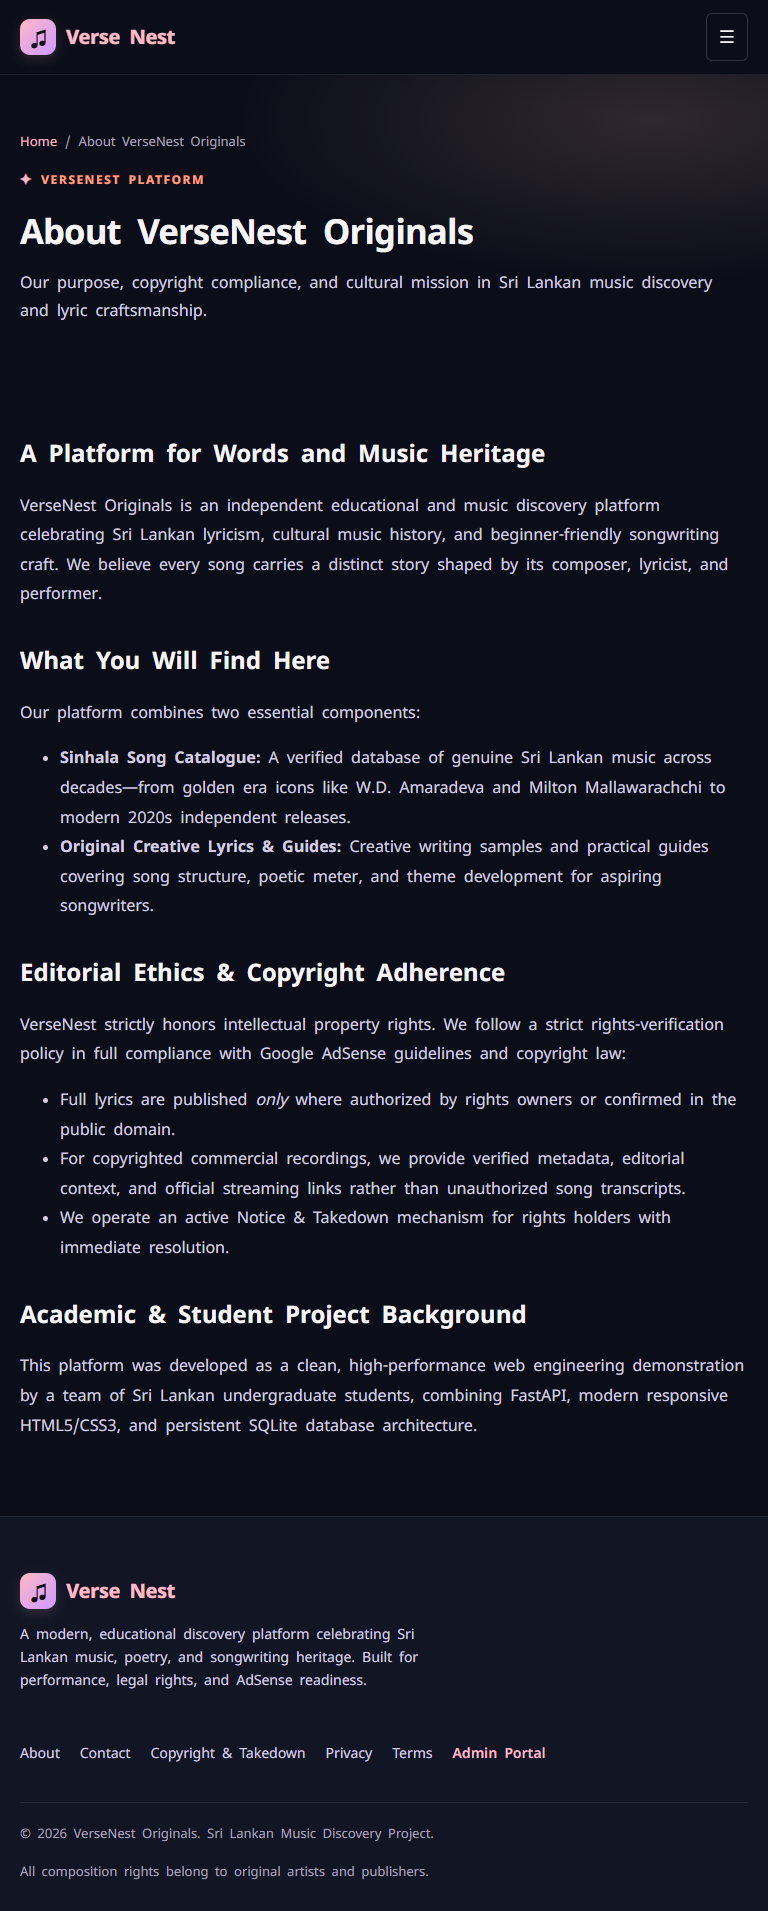 Verse Nest
☰
Home / About VerseNest Originals
✦ VERSENEST PLATFORM
About VerseNest Originals
Our purpose, copyright compliance, and cultural mission in Sri Lankan music discovery
and lyric craftsmanship.
A Platform for Words and Music Heritage
VerseNest Originals is an independent educational and music discovery platform
celebrating Sri Lankan lyricism, cultural music history, and beginner-friendly songwriting
craft. We believe every song carries a distinct story shaped by its composer, lyricist, and
performer.
What You Will Find Here
Our platform combines two essential components:
• Sinhala Song Catalogue: A verified database of genuine Sri Lankan music across
decades—from golden era icons like W.D. Amaradeva and Milton Mallawarachchi to
modern 2020s independent releases.
• Original Creative Lyrics & Guides: Creative writing samples and practical guides
covering song structure, poetic meter, and theme development for aspiring
songwriters.
Editorial Ethics & Copyright Adherence
VerseNest strictly honors intellectual property rights. We follow a strict rights-verification
policy in full compliance with Google AdSense guidelines and copyright law:
• Full lyrics are published only where authorized by rights owners or confirmed in the
public domain.
• For copyrighted commercial recordings, we provide verified metadata, editorial
context, and official streaming links rather than unauthorized song transcripts.
• We operate an active Notice & Takedown mechanism for rights holders with
immediate resolution.
Academic & Student Project Background
This platform was developed as a clean, high-performance web engineering demonstration
by a team of Sri Lankan undergraduate students, combining FastAPI, modern responsive
HTML5/CSS3, and persistent SQLite database architecture.
Verse Nest
A modern, educational discovery platform celebrating Sri
Lankan music, poetry, and songwriting heritage. Built for
performance, legal rights, and AdSense readiness.
About Contact Copyright & Takedown Privacy Terms Admin Portal
© 2026 VerseNest Originals. Sri Lankan Music Discovery Project.
All composition rights belong to original artists and publishers.